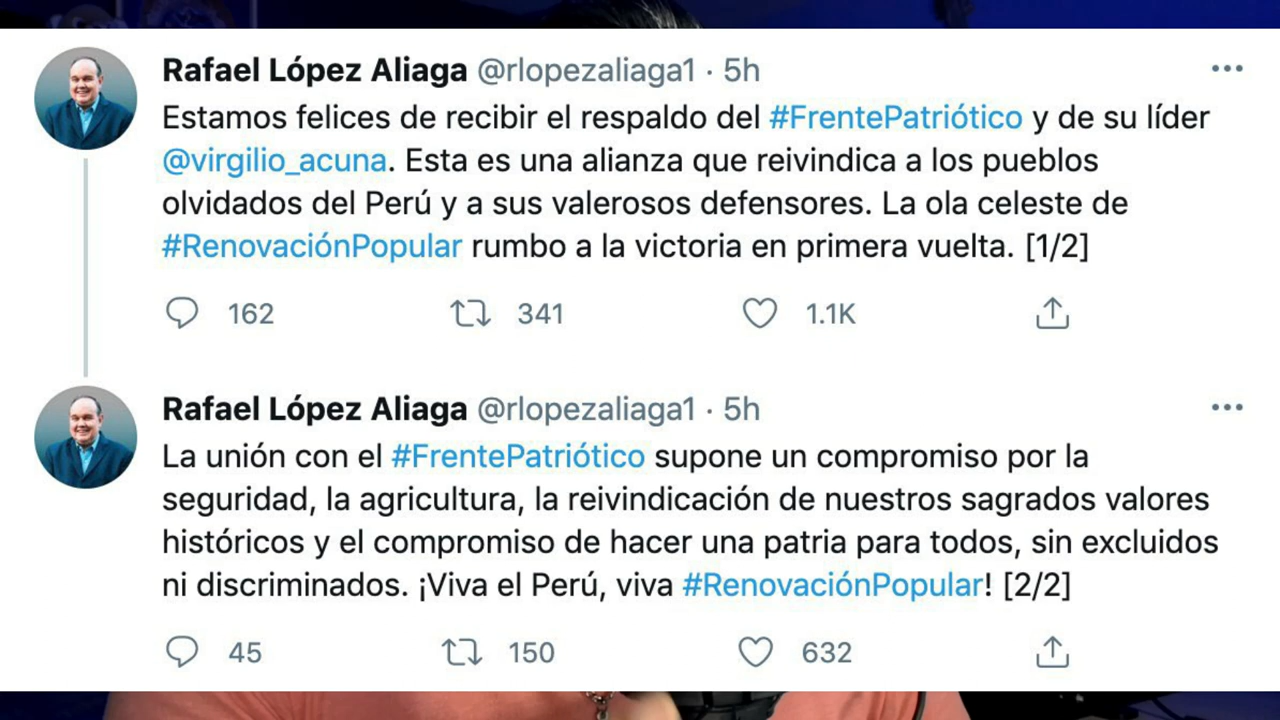 Rafael López Aliaga @rlopezaliaga1 · 5h
Estamos felices de recibir el respaldo del #FrentePatriótico y de su líder
@virgilio_acuna. Esta es una alianza que reivindica a los pueblos
olvidados del Perú y a sus valerosos defensores. La ola celeste de
#RenovaciónPopular rumbo a la victoria en primera vuelta. [1/2]
162 341 1.1K
Rafael López Aliaga @rlopezaliaga1 · 5h
La unión con el #FrentePatriótico supone un compromiso por la
seguridad, la agricultura, la reivindicación de nuestros sagrados valores
históricos y el compromiso de hacer una patria para todos, sin excluidos
ni discriminados. ¡Viva el Perú, viva #RenovaciónPopular! [2/2]
45 150 632